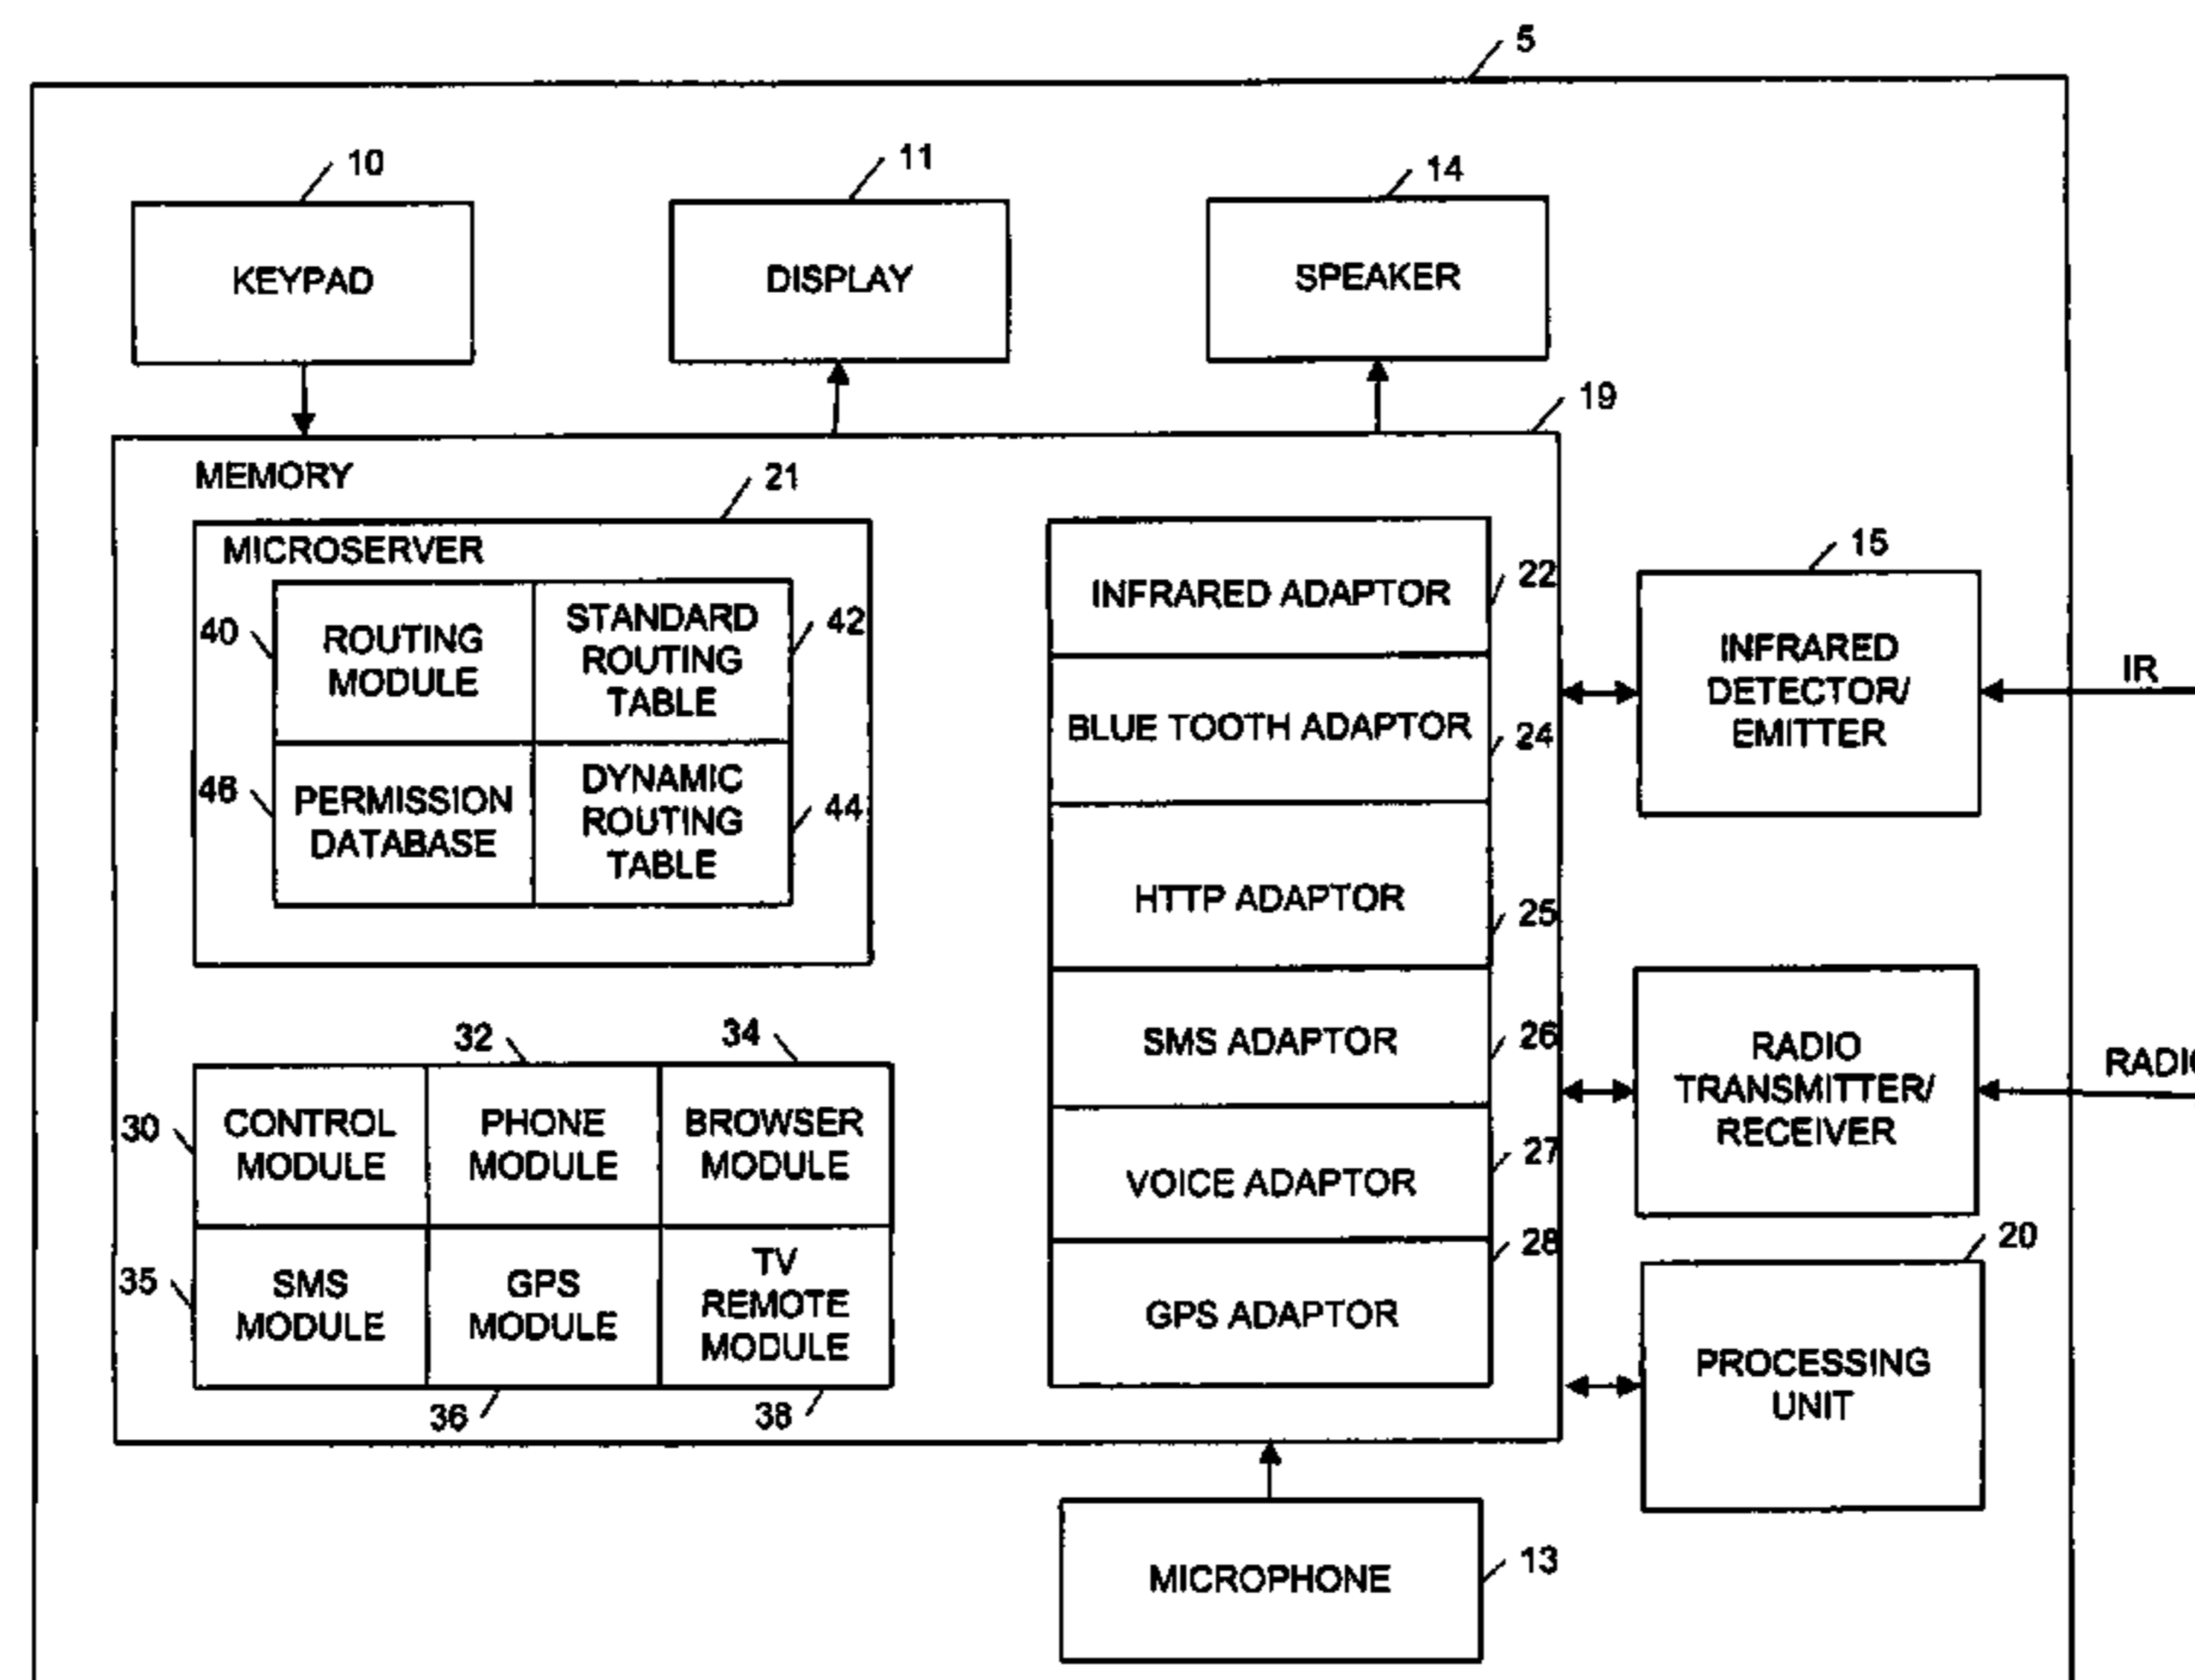 5
10
11
14
KEYPAD
DISPLAY
SPEAKER
19
MEMORY
21
MICROSERVER
40
ROUTING
MODULE
STANDARD
ROUTING
TABLE
42
46
PERMISSION
DATABASE
DYNAMIC
ROUTING
TABLE
44
INFRARED ADAPTOR
22
BLUE TOOTH ADAPTOR
24
HTTP ADAPTOR
25
SMS ADAPTOR
26
VOICE ADAPTOR
27
GPS ADAPTOR
28
15
INFRARED
DETECTOR/
EMITTER
IR
RADIO
TRANSMITTER/
RECEIVER
20
PROCESSING
UNIT
32
34
30
CONTROL
MODULE
PHONE
MODULE
BROWSER
MODULE
35
SMS
MODULE
GPS
MODULE
TV
REMOTE
MODULE
36
38
MICROPHONE
13